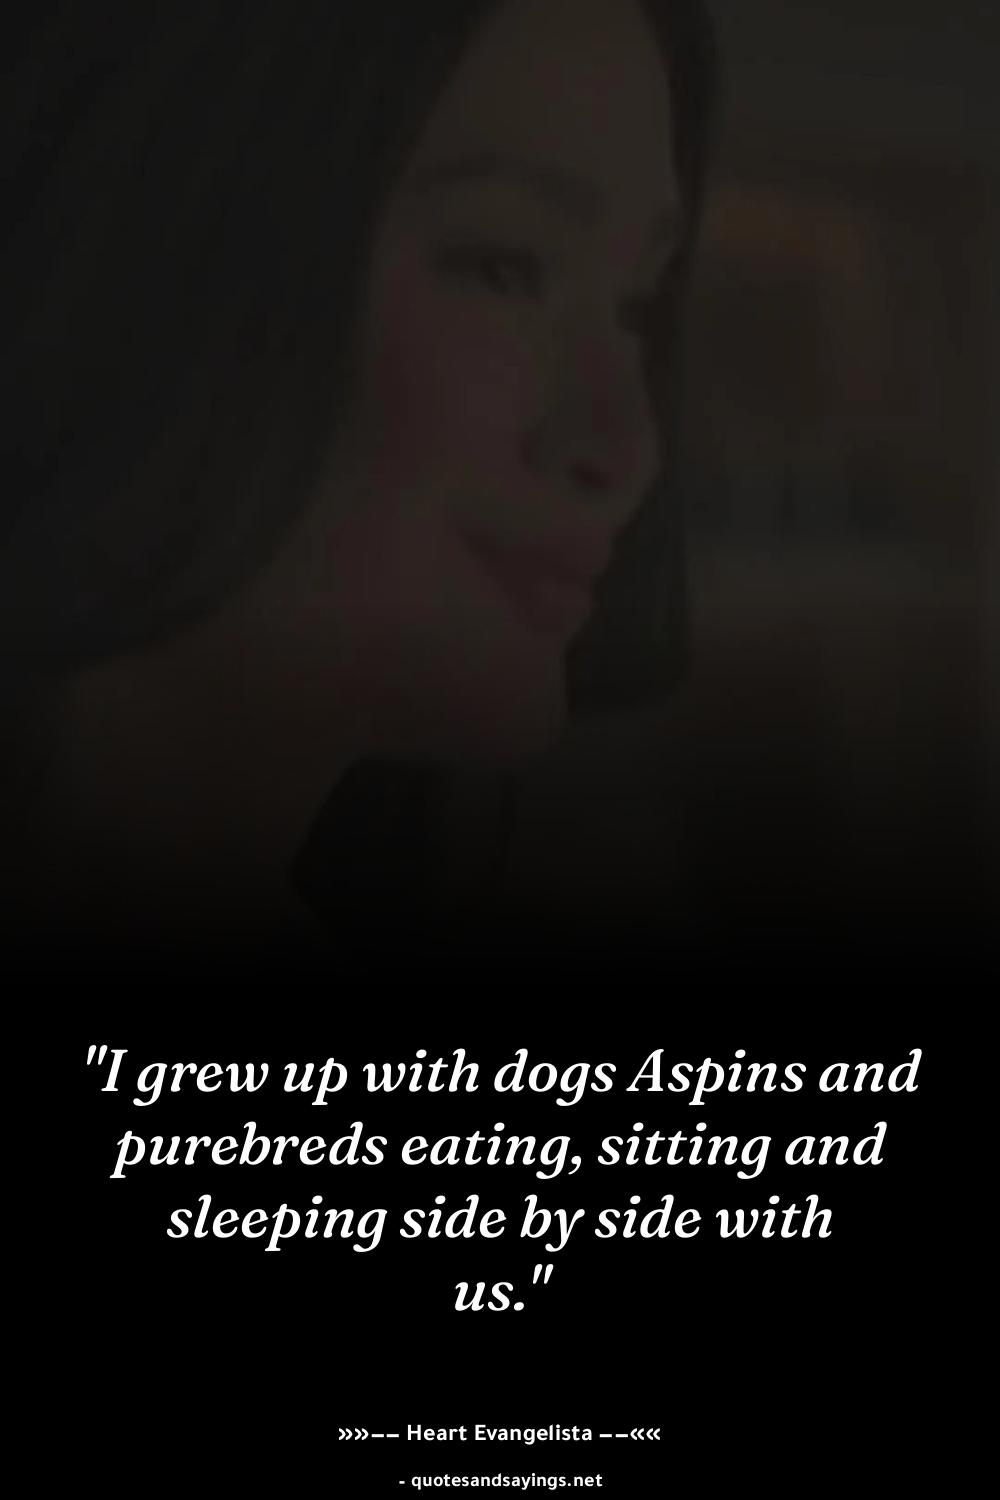 "I grew up with dogs Aspins and
purebreds eating, sitting and
sleeping side by side with
us."
»»−− Heart Evangelista −−««
- quotesandsayings.net